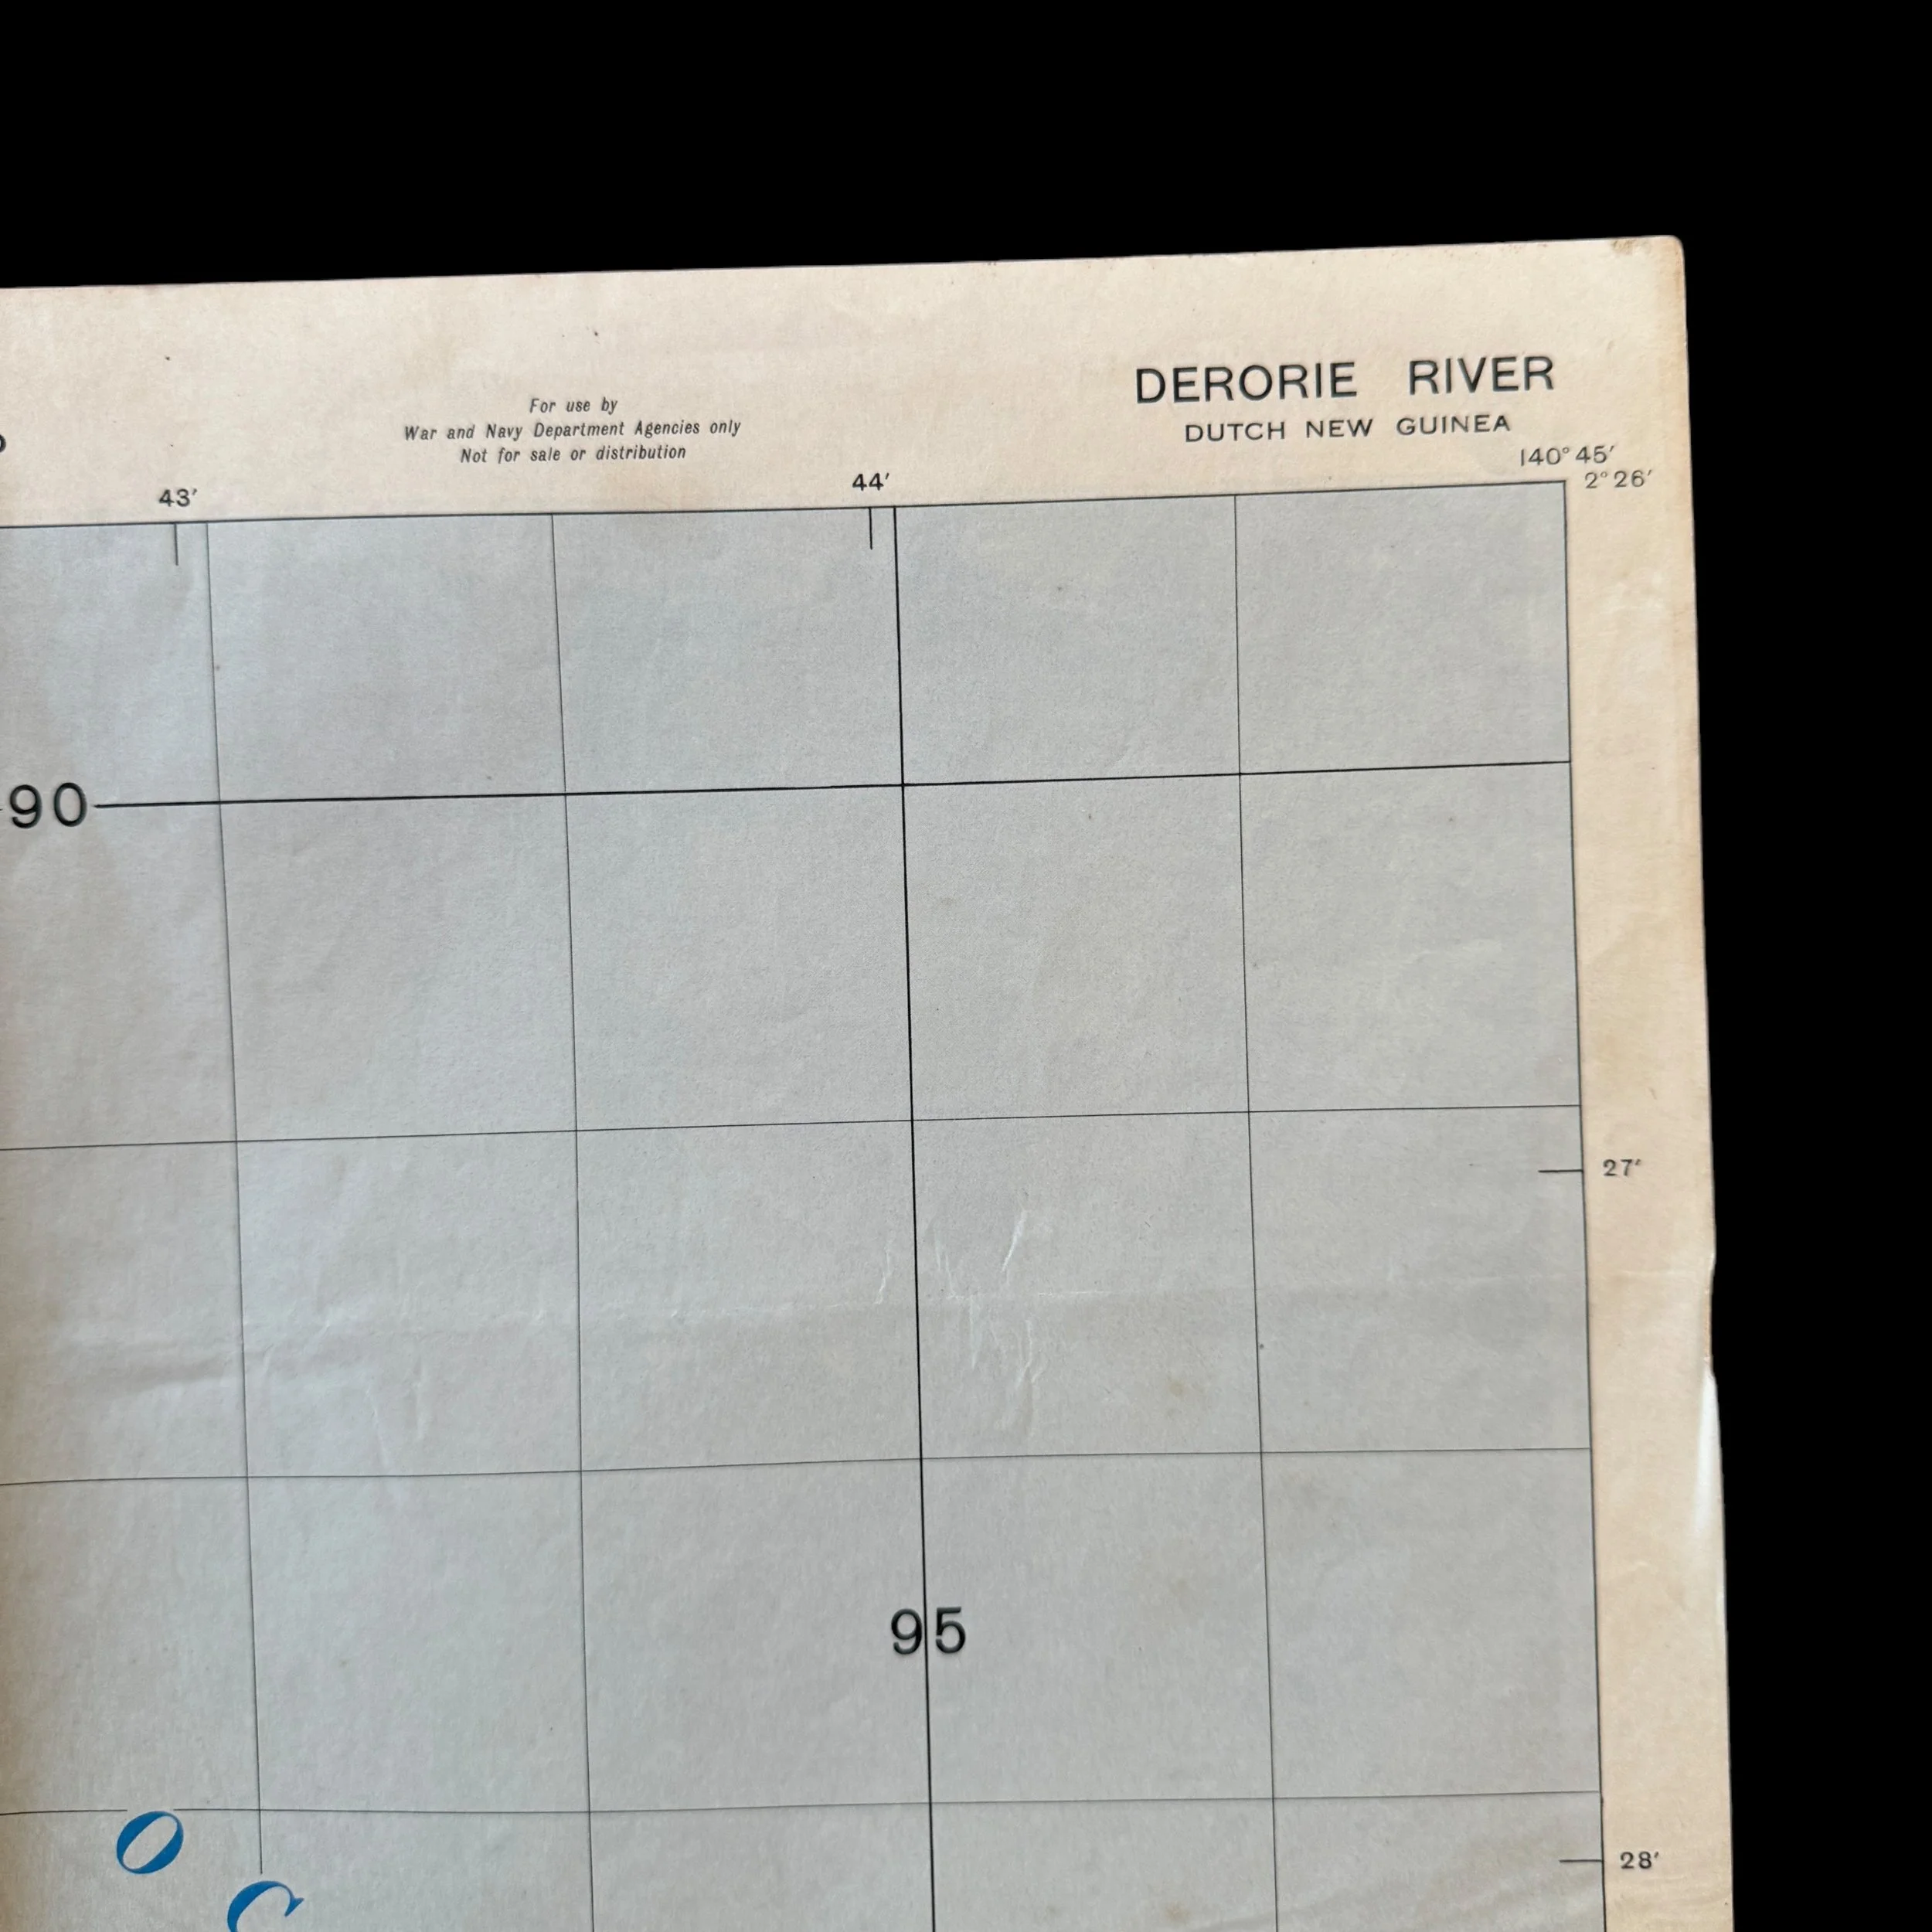 DERORIE RIVER
DUTCH NEW GUINEA
For use by
War and Navy Department Agencies only
Not for sale or distribution
140° 45′
2° 26′
43′
44′
90
27′
95
28′
O
C